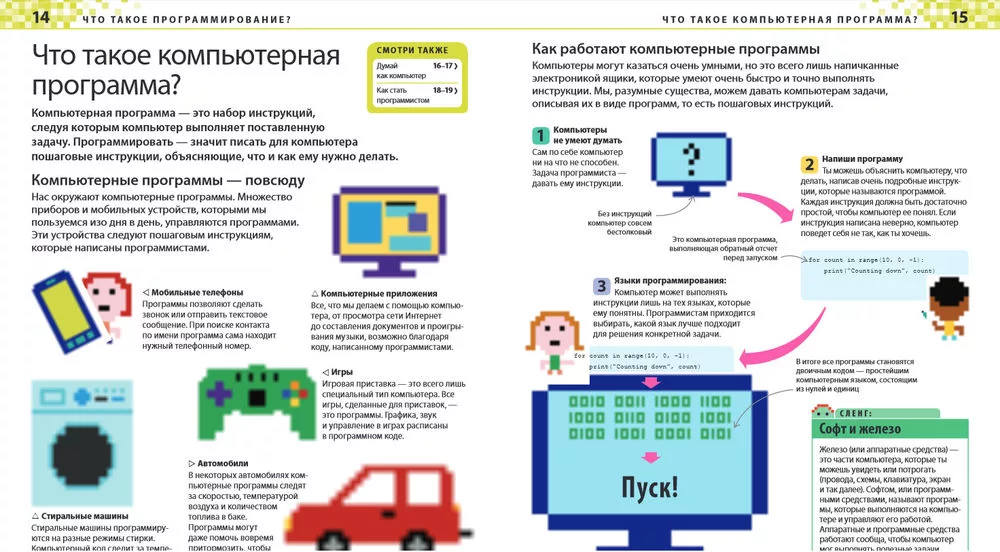 14
ЧТО ТАКОЕ ПРОГРАММИРОВАНИЕ?
Что такое компьютерная
программа?
СМОТРИ ТАКЖЕ
Думай 16–17 ❯
как компьютер
Как стать 18–19 ❯
программистом
Компьютерная программа — это набор инструкций,
следуя которым компьютер выполняет поставленную
задачу. Программировать — значит писать для компьютера
пошаговые инструкции, объясняющие, что и как ему нужно делать.
Компьютерные программы — повсюду
Нас окружают компьютерные программы. Множество
приборов и мобильных устройств, которыми мы
пользуемся изо дня в день, управляются программами.
Эти устройства следуют пошаговым инструкциям,
которые написаны программистами.
◁ Мобильные телефоны
Программы позволяют сделать
звонок или отправить текстовое
сообщение. При поиске контакта
по имени программа сама находит
нужный телефонный номер.
△ Компьютерные приложения
Все, что мы делаем с помощью компью-
тера, от просмотра сети Интернет
до составления документов и проигры-
вания музыки, возможно благодаря
коду, написанному программистами.
◁ Игры
Игровая приставка — это всего лишь
специальный тип компьютера. Все
игры, сделанные для приставок, —
это программы. Графика, звук
и управление в играх расписаны
в программном коде.
▷ Автомобили
В некоторых автомобилях ком-
пьютерные программы следят
за скоростью, температурой
воздуха и количеством
топлива в баке.
Программы могут
даже помочь вовремя
притормозить, чтобы
△ Стиральные машины
Стиральные машины программиру-
ются на разные режимы стирки.
Компьютерный код следит за темпе-
ЧТО ТАКОЕ КОМПЬЮТЕРНАЯ ПРОГРАММА?
15
Как работают компьютерные программы
Компьютеры могут казаться очень умными, но это всего лишь напичканные
электроникой ящики, которые умеют очень быстро и точно выполнять
инструкции. Мы, разумные существа, можем давать компьютерам задачи,
описывая их в виде программ, то есть пошаговых инструкций.
1
Компьютеры
не умеют думать
Сам по себе компьютер
ни на что не способен.
Задача программиста —
давать ему инструкции.
?
Без инструкций
компьютер совсем
бестолковый
2
Напиши программу
Ты можешь объяснить компьютеру, что
делать, написав очень подробные инструк-
ции, которые называются программой.
Каждая инструкция должна быть достаточно
простой, чтобы компьютер ее понял. Если
инструкция написана неверно, компьютер
поведет себя не так, как ты хочешь.
Это компьютерная программа,
выполняющая обратный отсчет
перед запуском
for count in range(10, 0, -1):
print("Counting down", count)
3
Языки программирования:
Компьютер может выполнять
инструкции лишь на тех языках, которые
ему понятны. Программистам приходится
выбирать, какой язык лучше подходит
для решения конкретной задачи.
for count in range(10, 0, -1):
print("Counting down", count)
В итоге все программы становятся
двоичным кодом — простейшим
компьютерным языком, состоящим
из нулей и единиц
Пуск!
СЛЕНГ:
Софт и железо
Железо (или аппаратные средства) —
это части компьютера, которые ты
можешь увидеть или потрогать
(провода, схемы, клавиатура, экран
и так далее). Софтом, или программ-
ными средствами, называют програм-
мы, которые выполняются на компью-
тере и управляют его работой.
Аппаратные и программные средства
работают сообща, чтобы компьютер
мог выполнять полезные задачи.